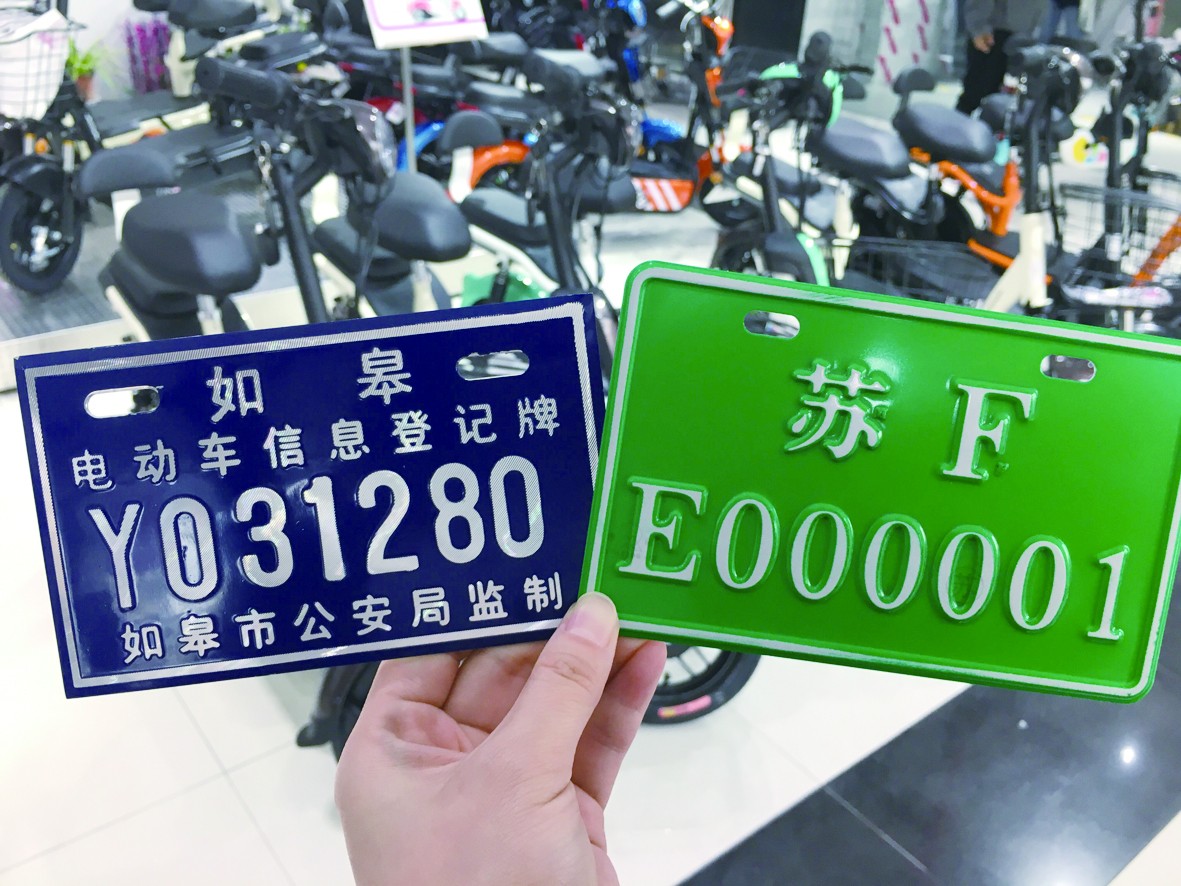 如 皋
电动车信息登记牌
Y031280
如皋市公安局监制
苏 F
E00001